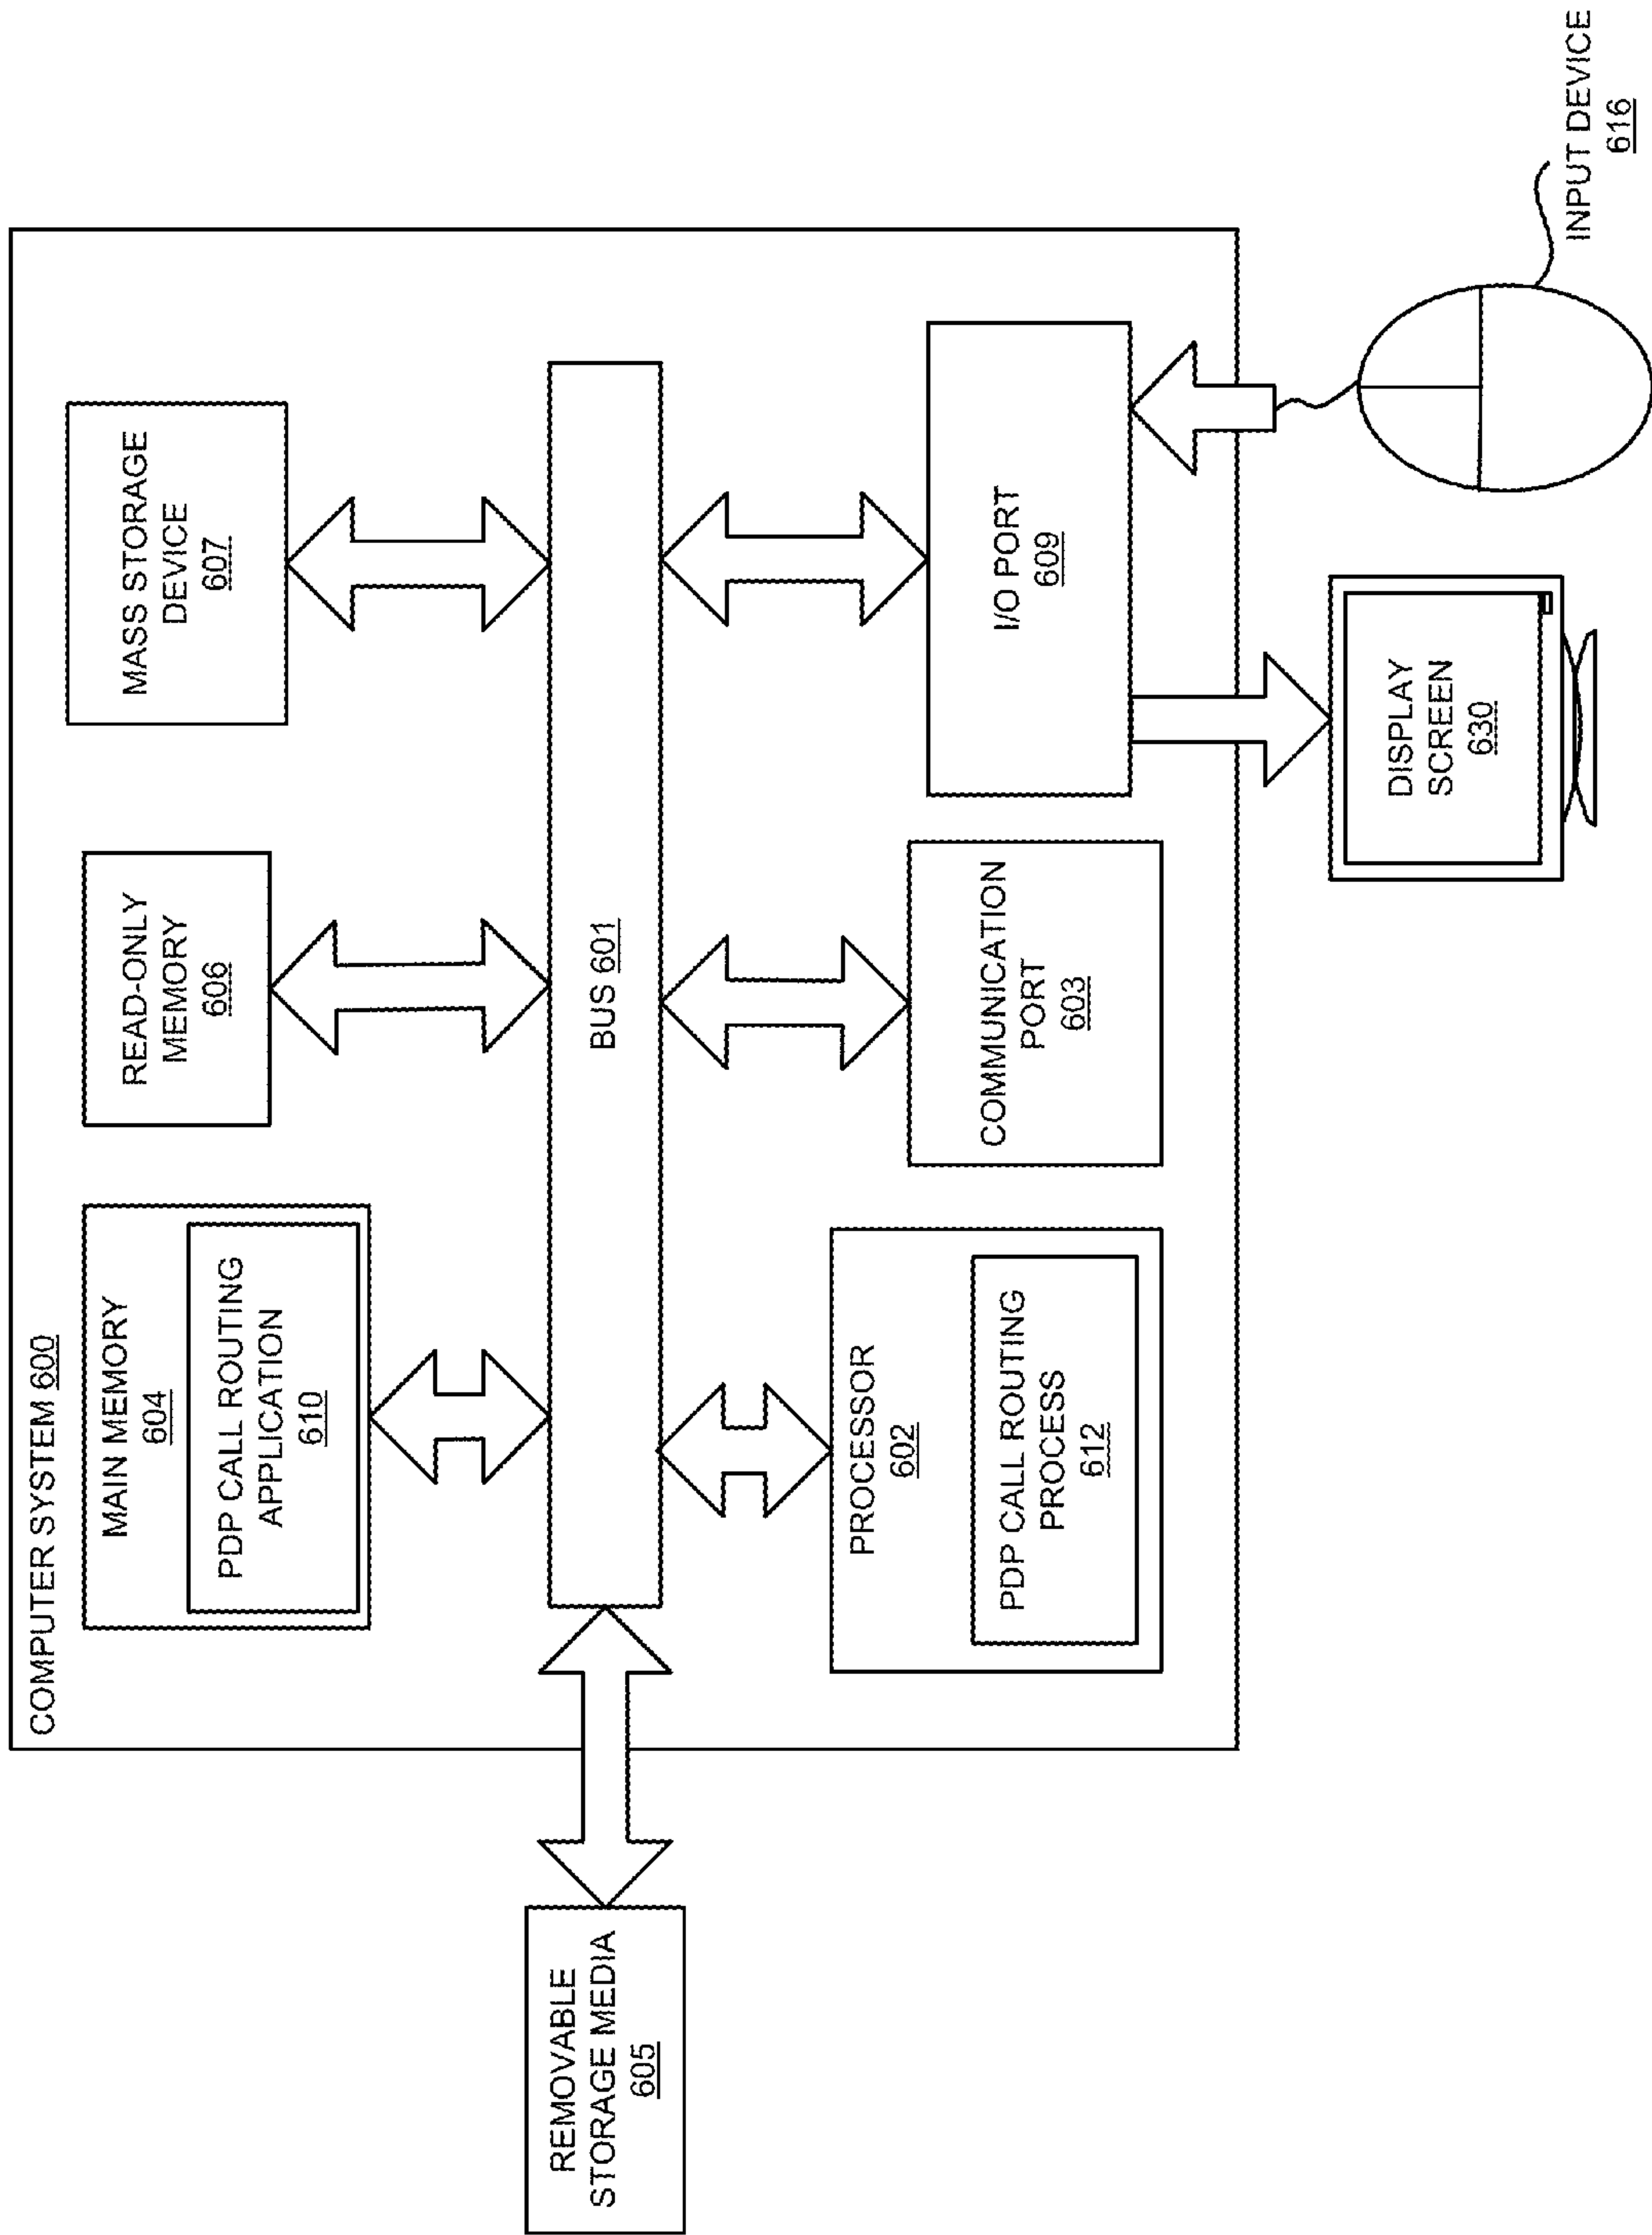 COMPUTER SYSTEM 600
MAIN MEMORY
604
PDP CALL ROUTING
APPLICATION
610
READ-ONLY
MEMORY
606
MASS STORAGE
DEVICE
607
REMOVABLE
STORAGE MEDIA
605
BUS 601
PROCESSOR
602
PDP CALL ROUTING
PROCESS
612
COMMUNICATION
PORT
603
I/O PORT
609
DISPLAY
SCREEN
630
INPUT DEVICE
616